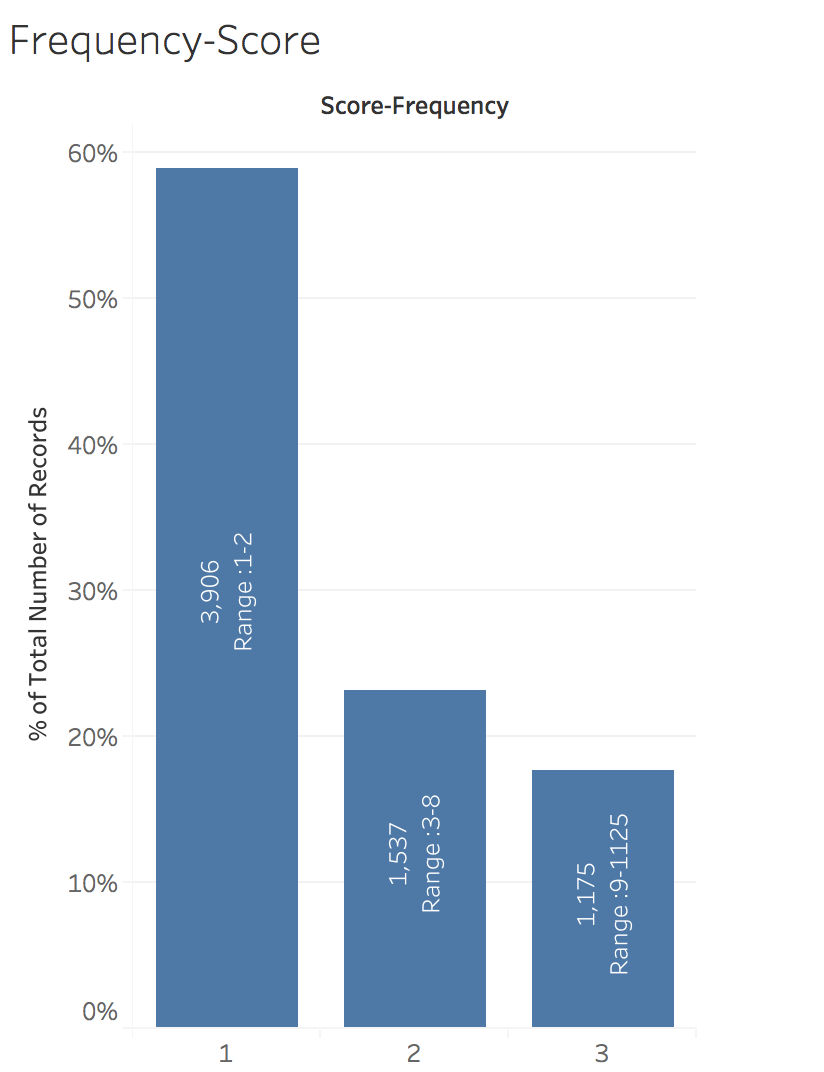 Frequency-Score
Score-Frequency
% of Total Number of Records
60%
50%
40%
30%
20%
10%
0%
3,906
Range :1-2
1,537
Range :3-8
1,175
Range :9-1125
1
2
3